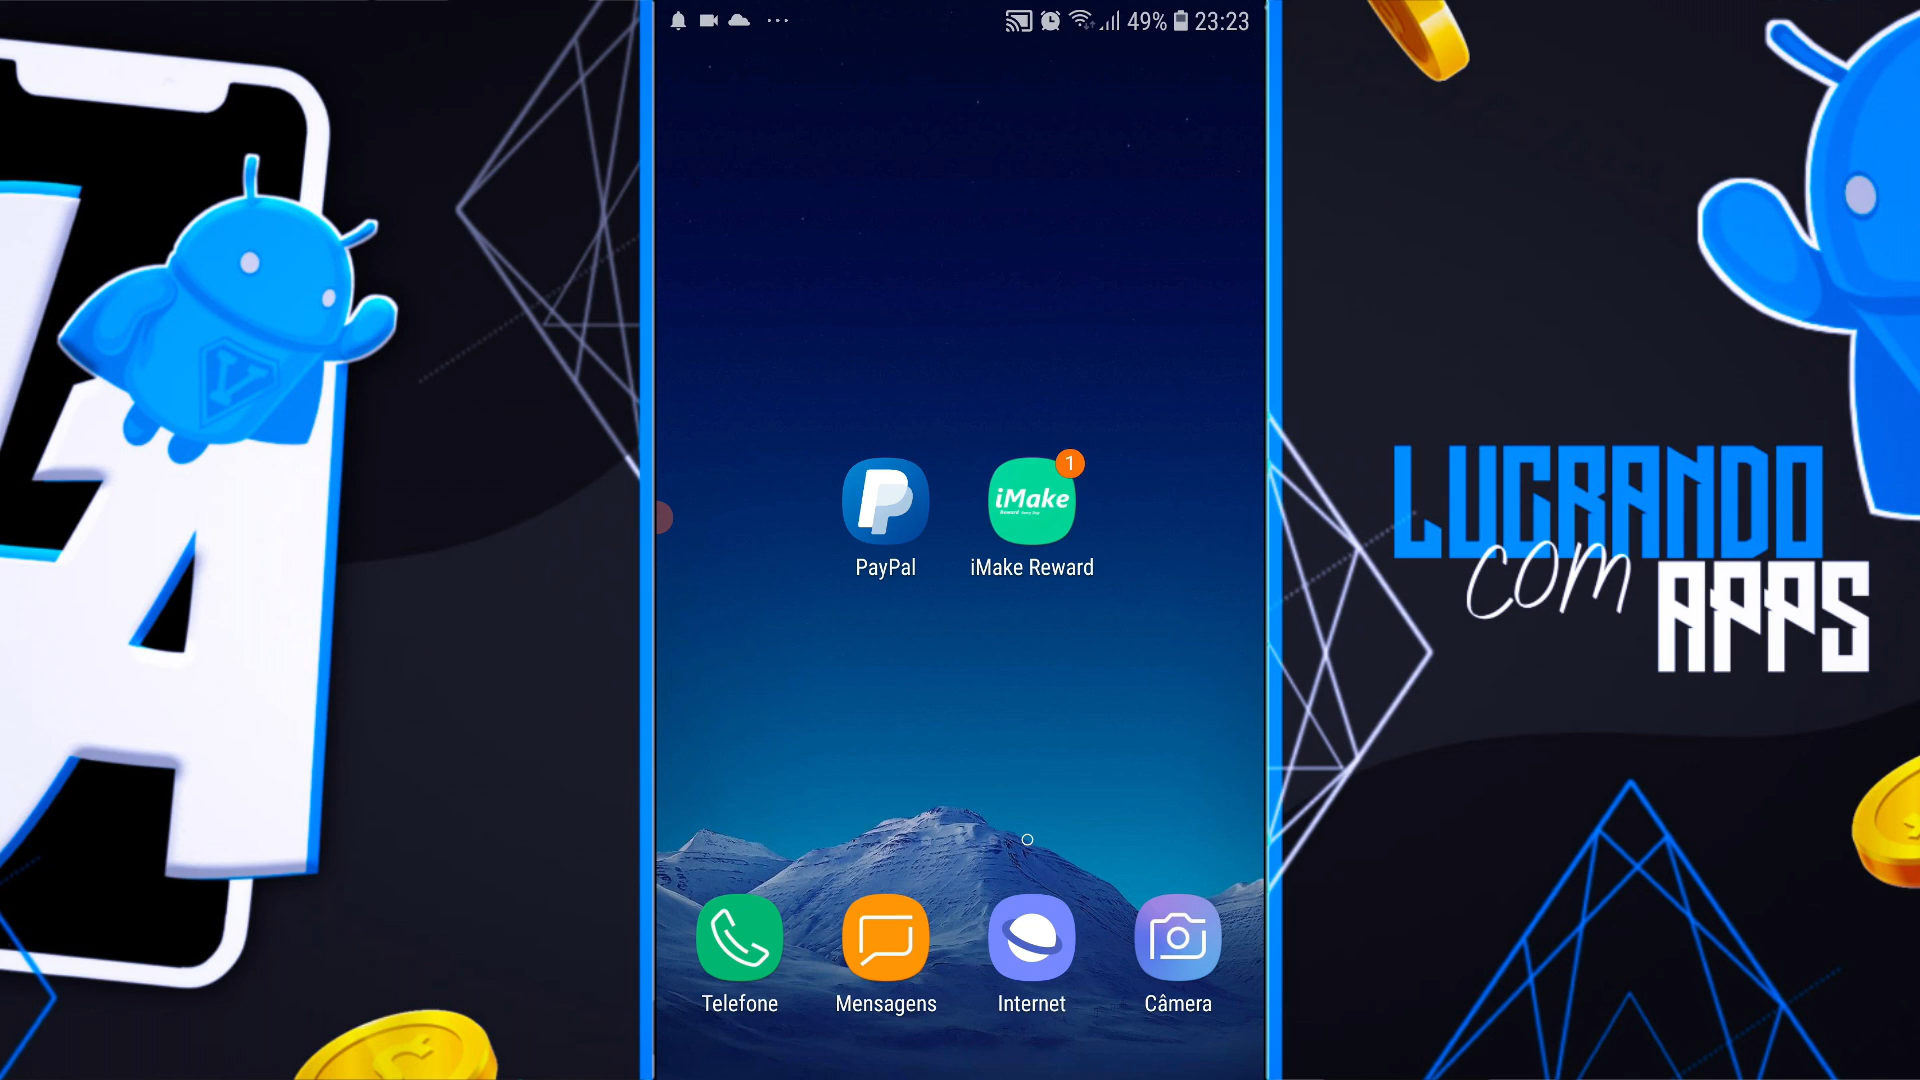 49% 23:23
1
iMake
PayPal
iMake Reward
LUCRANDO
com
APPS
V
A
Telefone
Mensagens
Internet
Câmera